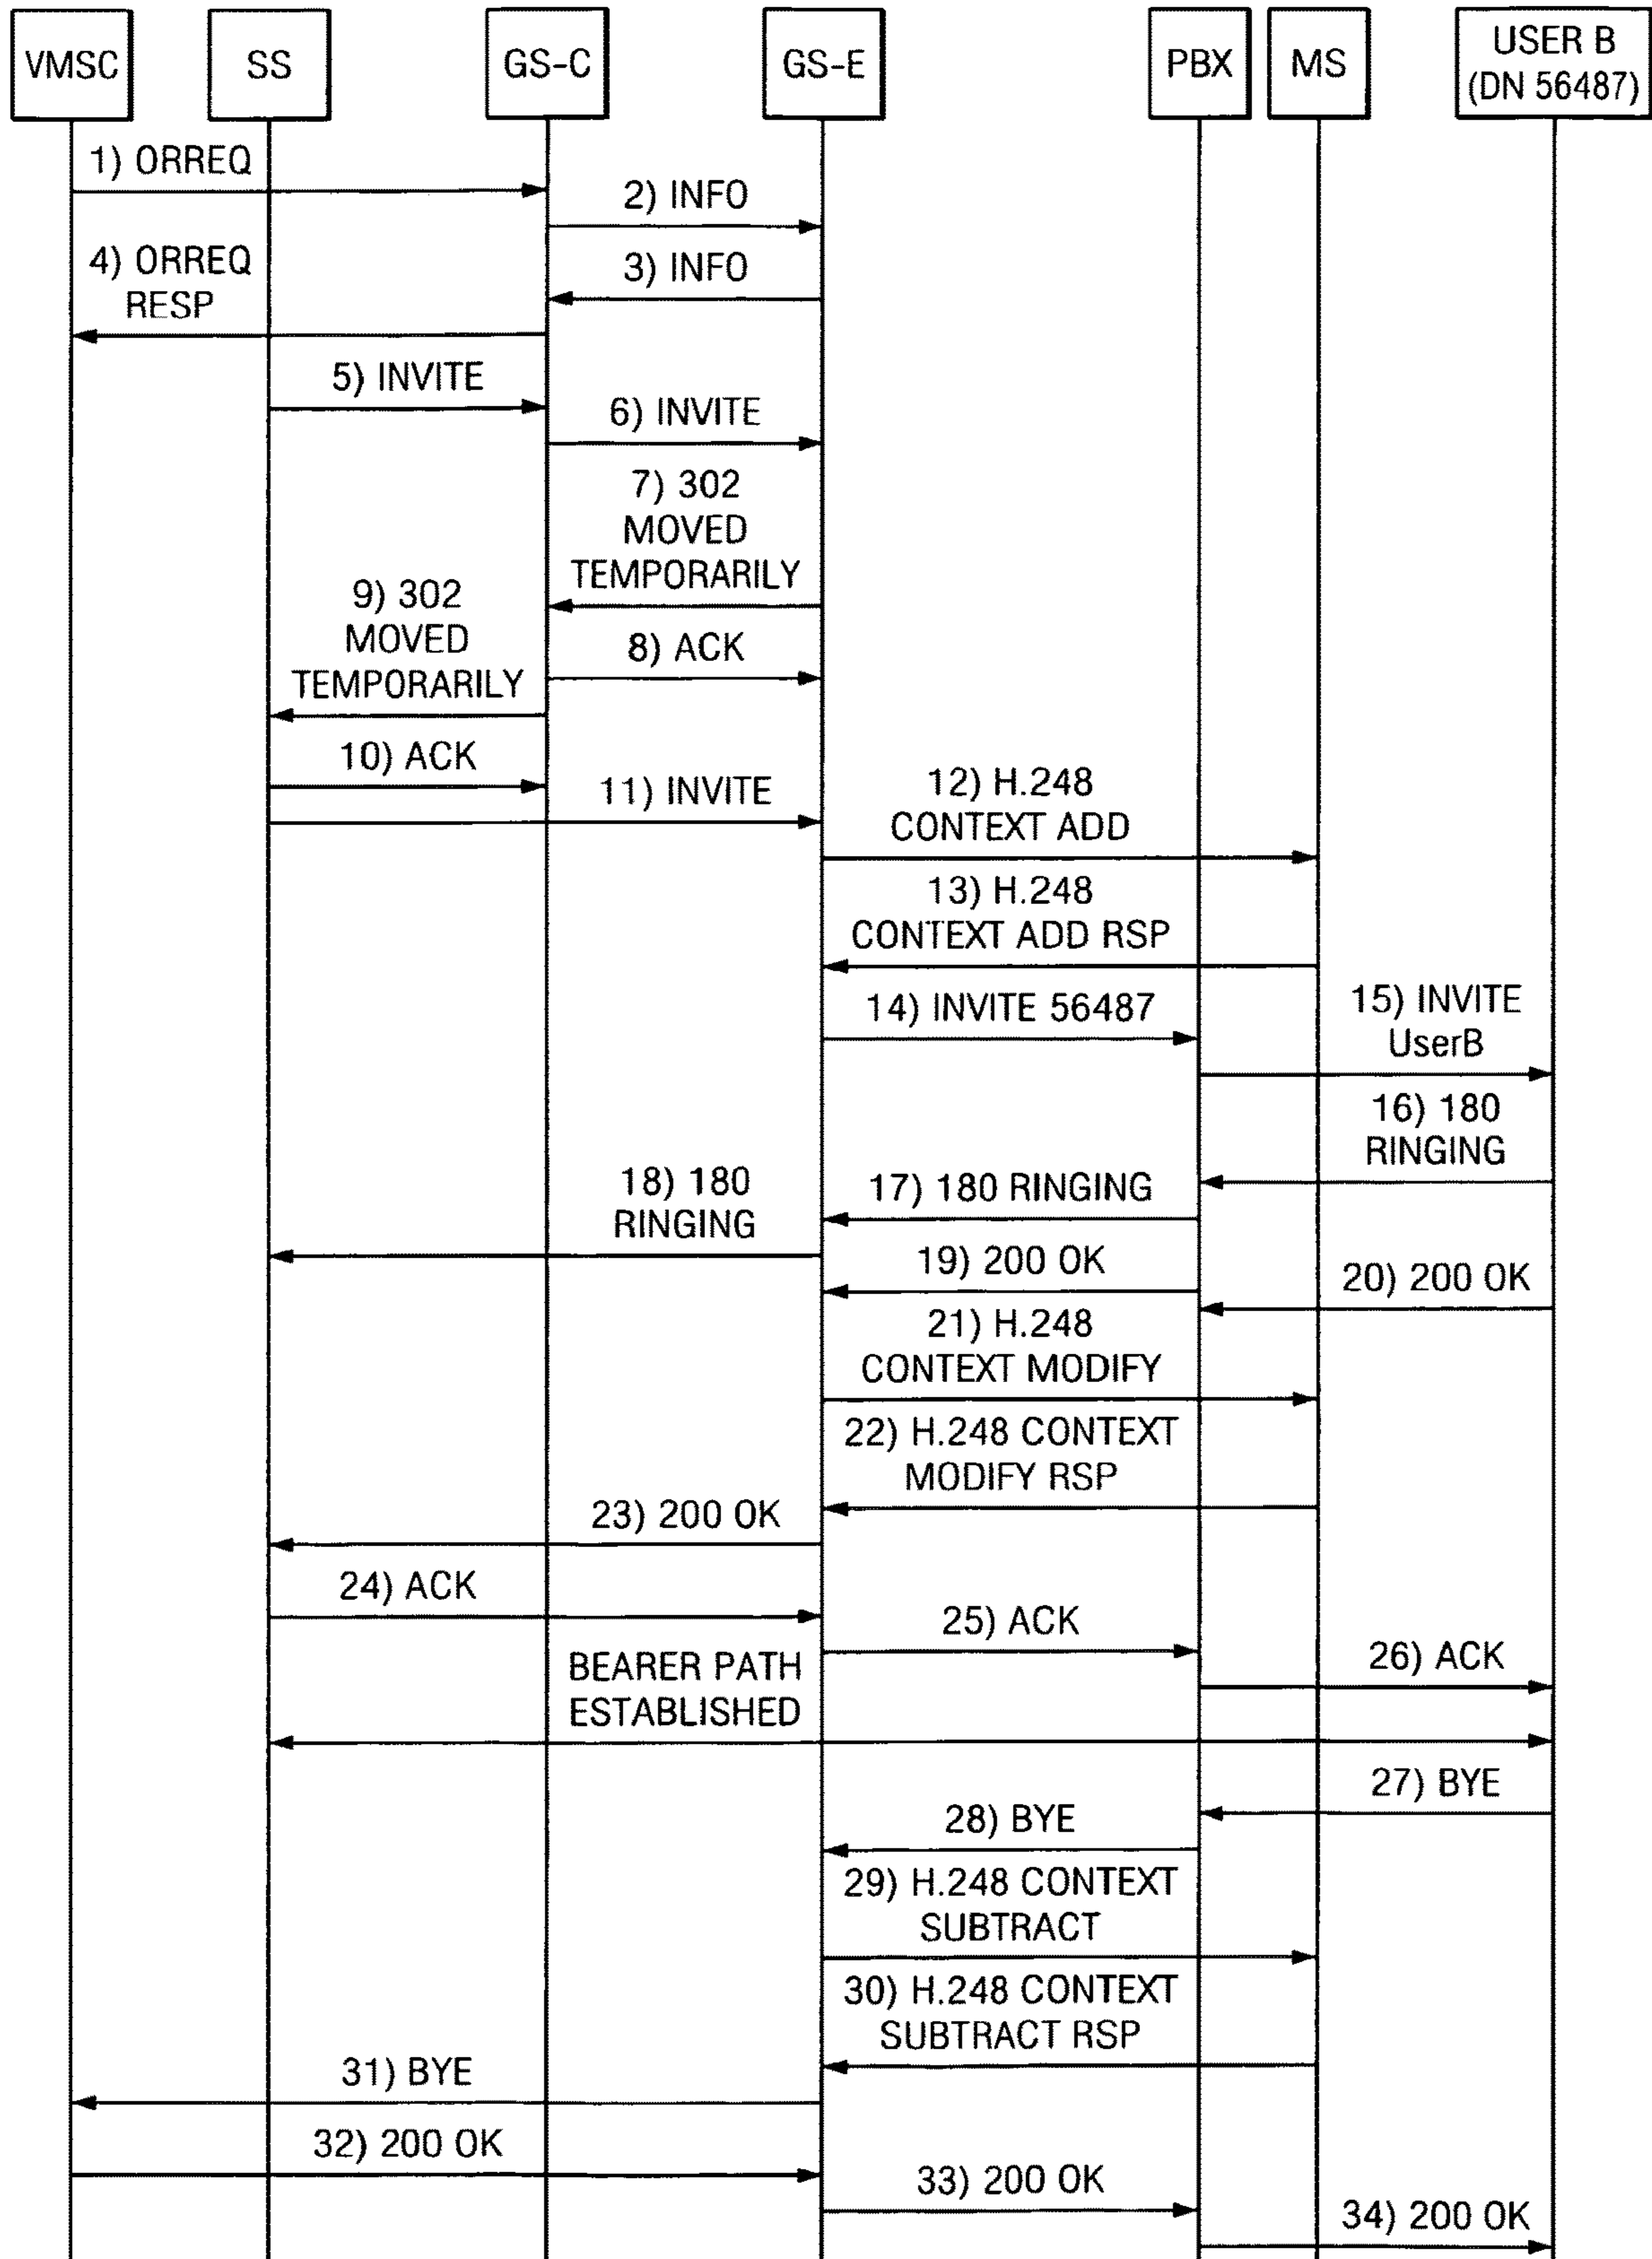 VMSC
SS
GS-C
GS-E
PBX
MS
USER B
(DN 56487)
1) ORREQ
2) INFO
3) INFO
4) ORREQ
RESP
5) INVITE
6) INVITE
7) 302
MOVED
TEMPORARILY
8) ACK
9) 302
MOVED
TEMPORARILY
10) ACK
11) INVITE
12) H.248
CONTEXT ADD
13) H.248
CONTEXT ADD RSP
14) INVITE 56487
15) INVITE
UserB
16) 180
RINGING
17) 180 RINGING
18) 180
RINGING
19) 200 OK
20) 200 OK
21) H.248
CONTEXT MODIFY
22) H.248 CONTEXT
MODIFY RSP
23) 200 OK
24) ACK
25) ACK
26) ACK
BEARER PATH
ESTABLISHED
27) BYE
28) BYE
29) H.248 CONTEXT
SUBTRACT
30) H.248 CONTEXT
SUBTRACT RSP
31) BYE
32) 200 OK
33) 200 OK
34) 200 OK